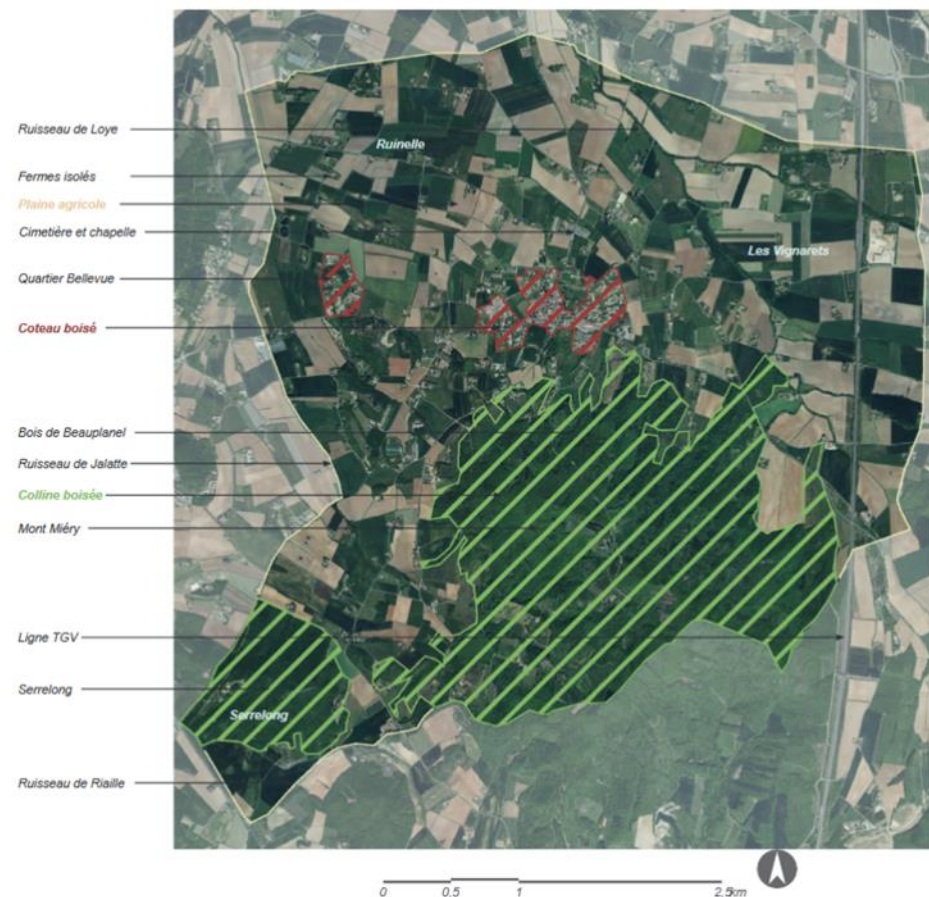 Ruisseau de Loye
Ruinelle
Fermes isolés
Plaine agricole
Cimetière et chapelle
Les Vignarets
Quartier Bellevue
Coteau boisé
Bois de Beauplanel
Ruisseau de Jalatte
Colline boisée
Mont Miéry
Ligne TGV
Serrelong
Serrelong
Ruisseau de Riaille
0 0.5 1 2.5km